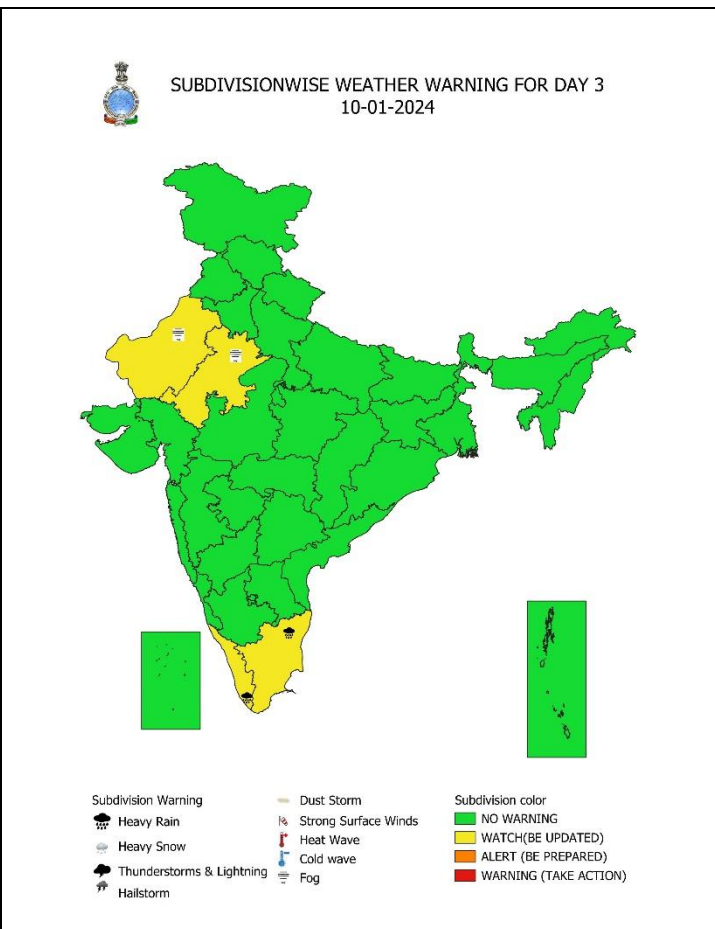 SUBDIVISIONWISE WEATHER WARNING FOR DAY 3
10-01-2024
Subdivision Warning
Heavy Rain
Heavy Snow
Thunderstorms & Lightning
Hailstorm
Dust Storm
Strong Surface Winds
Heat Wave
Cold wave
Fog
Subdivision color
NO WARNING
WATCH(BE UPDATED)
ALERT (BE PREPARED)
WARNING (TAKE ACTION)